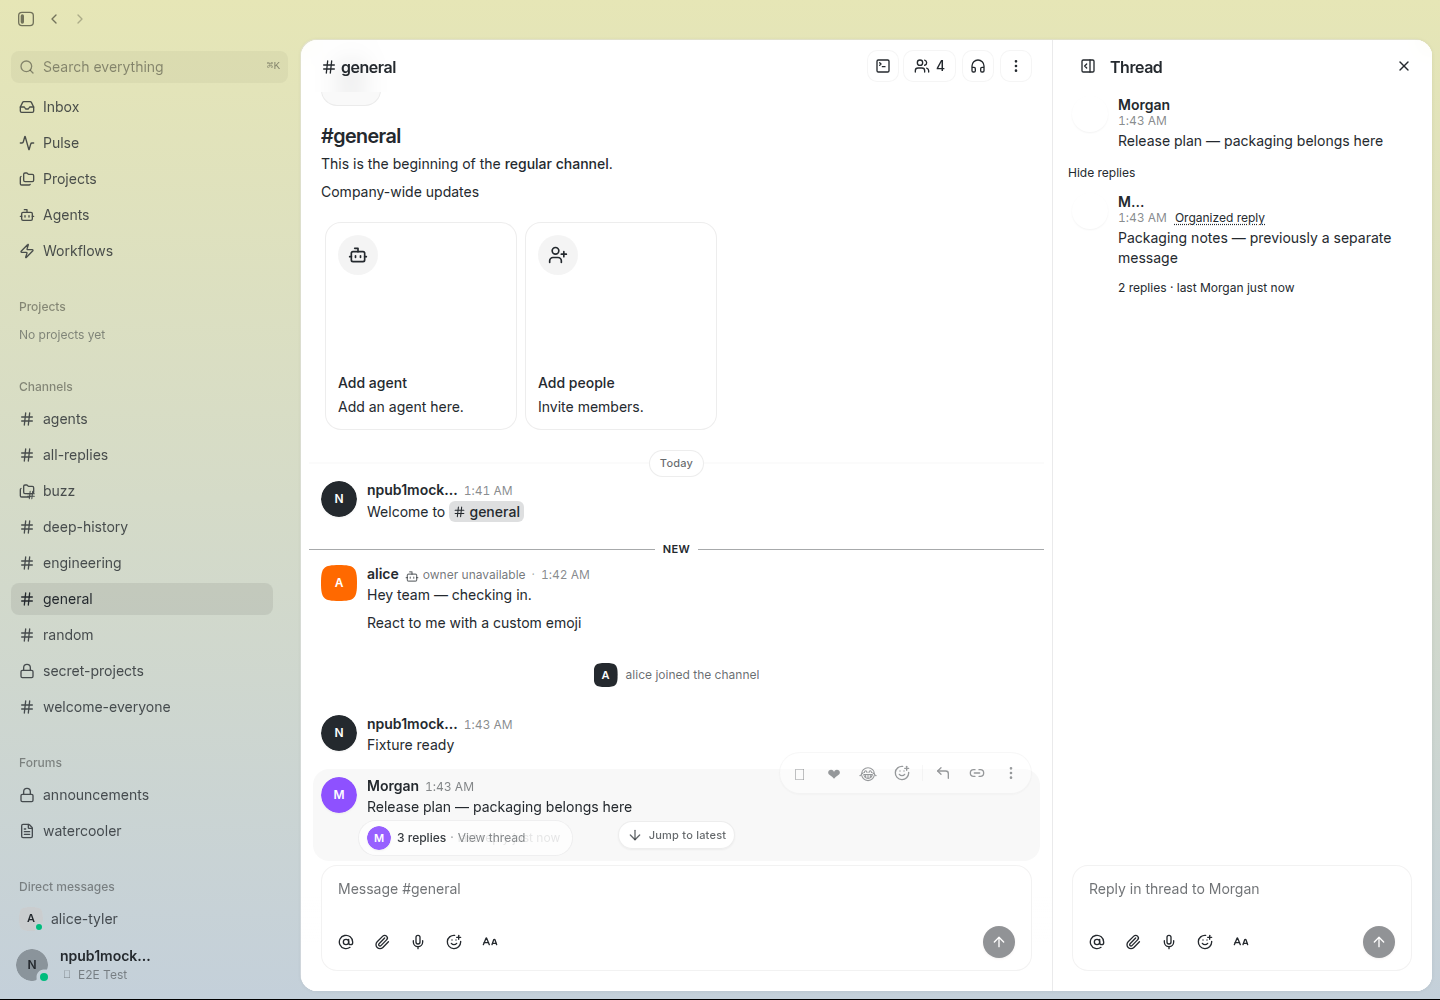 Search everything
⌘K
Inbox
Pulse
Projects
Agents
Workflows
Projects
No projects yet
Channels
agents
all-replies
buzz
deep-history
engineering
general
random
secret-projects
welcome-everyone
Forums
announcements
watercooler
Direct messages
A alice-tyler
N npub1mock...
E2E Test
# general
4
#general
This is the beginning of the regular channel.
Company-wide updates
Add agent
Add an agent here.
Add people
Invite members.
Today
N npub1mock... 1:41 AM
Welcome to # general
NEW
A alice owner unavailable · 1:42 AM
Hey team — checking in.
React to me with a custom emoji
A alice joined the channel
N npub1mock... 1:43 AM
Fixture ready
M Morgan 1:43 AM
Release plan — packaging belongs here
M 3 replies · View thread just now
Jump to latest
Message #general
AA
Thread
Morgan
1:43 AM
Release plan — packaging belongs here
Hide replies
M...
1:43 AM Organized reply
Packaging notes — previously a separate
message
2 replies · last Morgan just now
Reply in thread to Morgan
AA